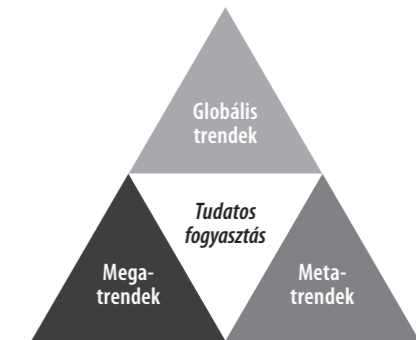 Globális
trendek
Tudatos
fogyasztás
Mega-
trendek
Meta-
trendek